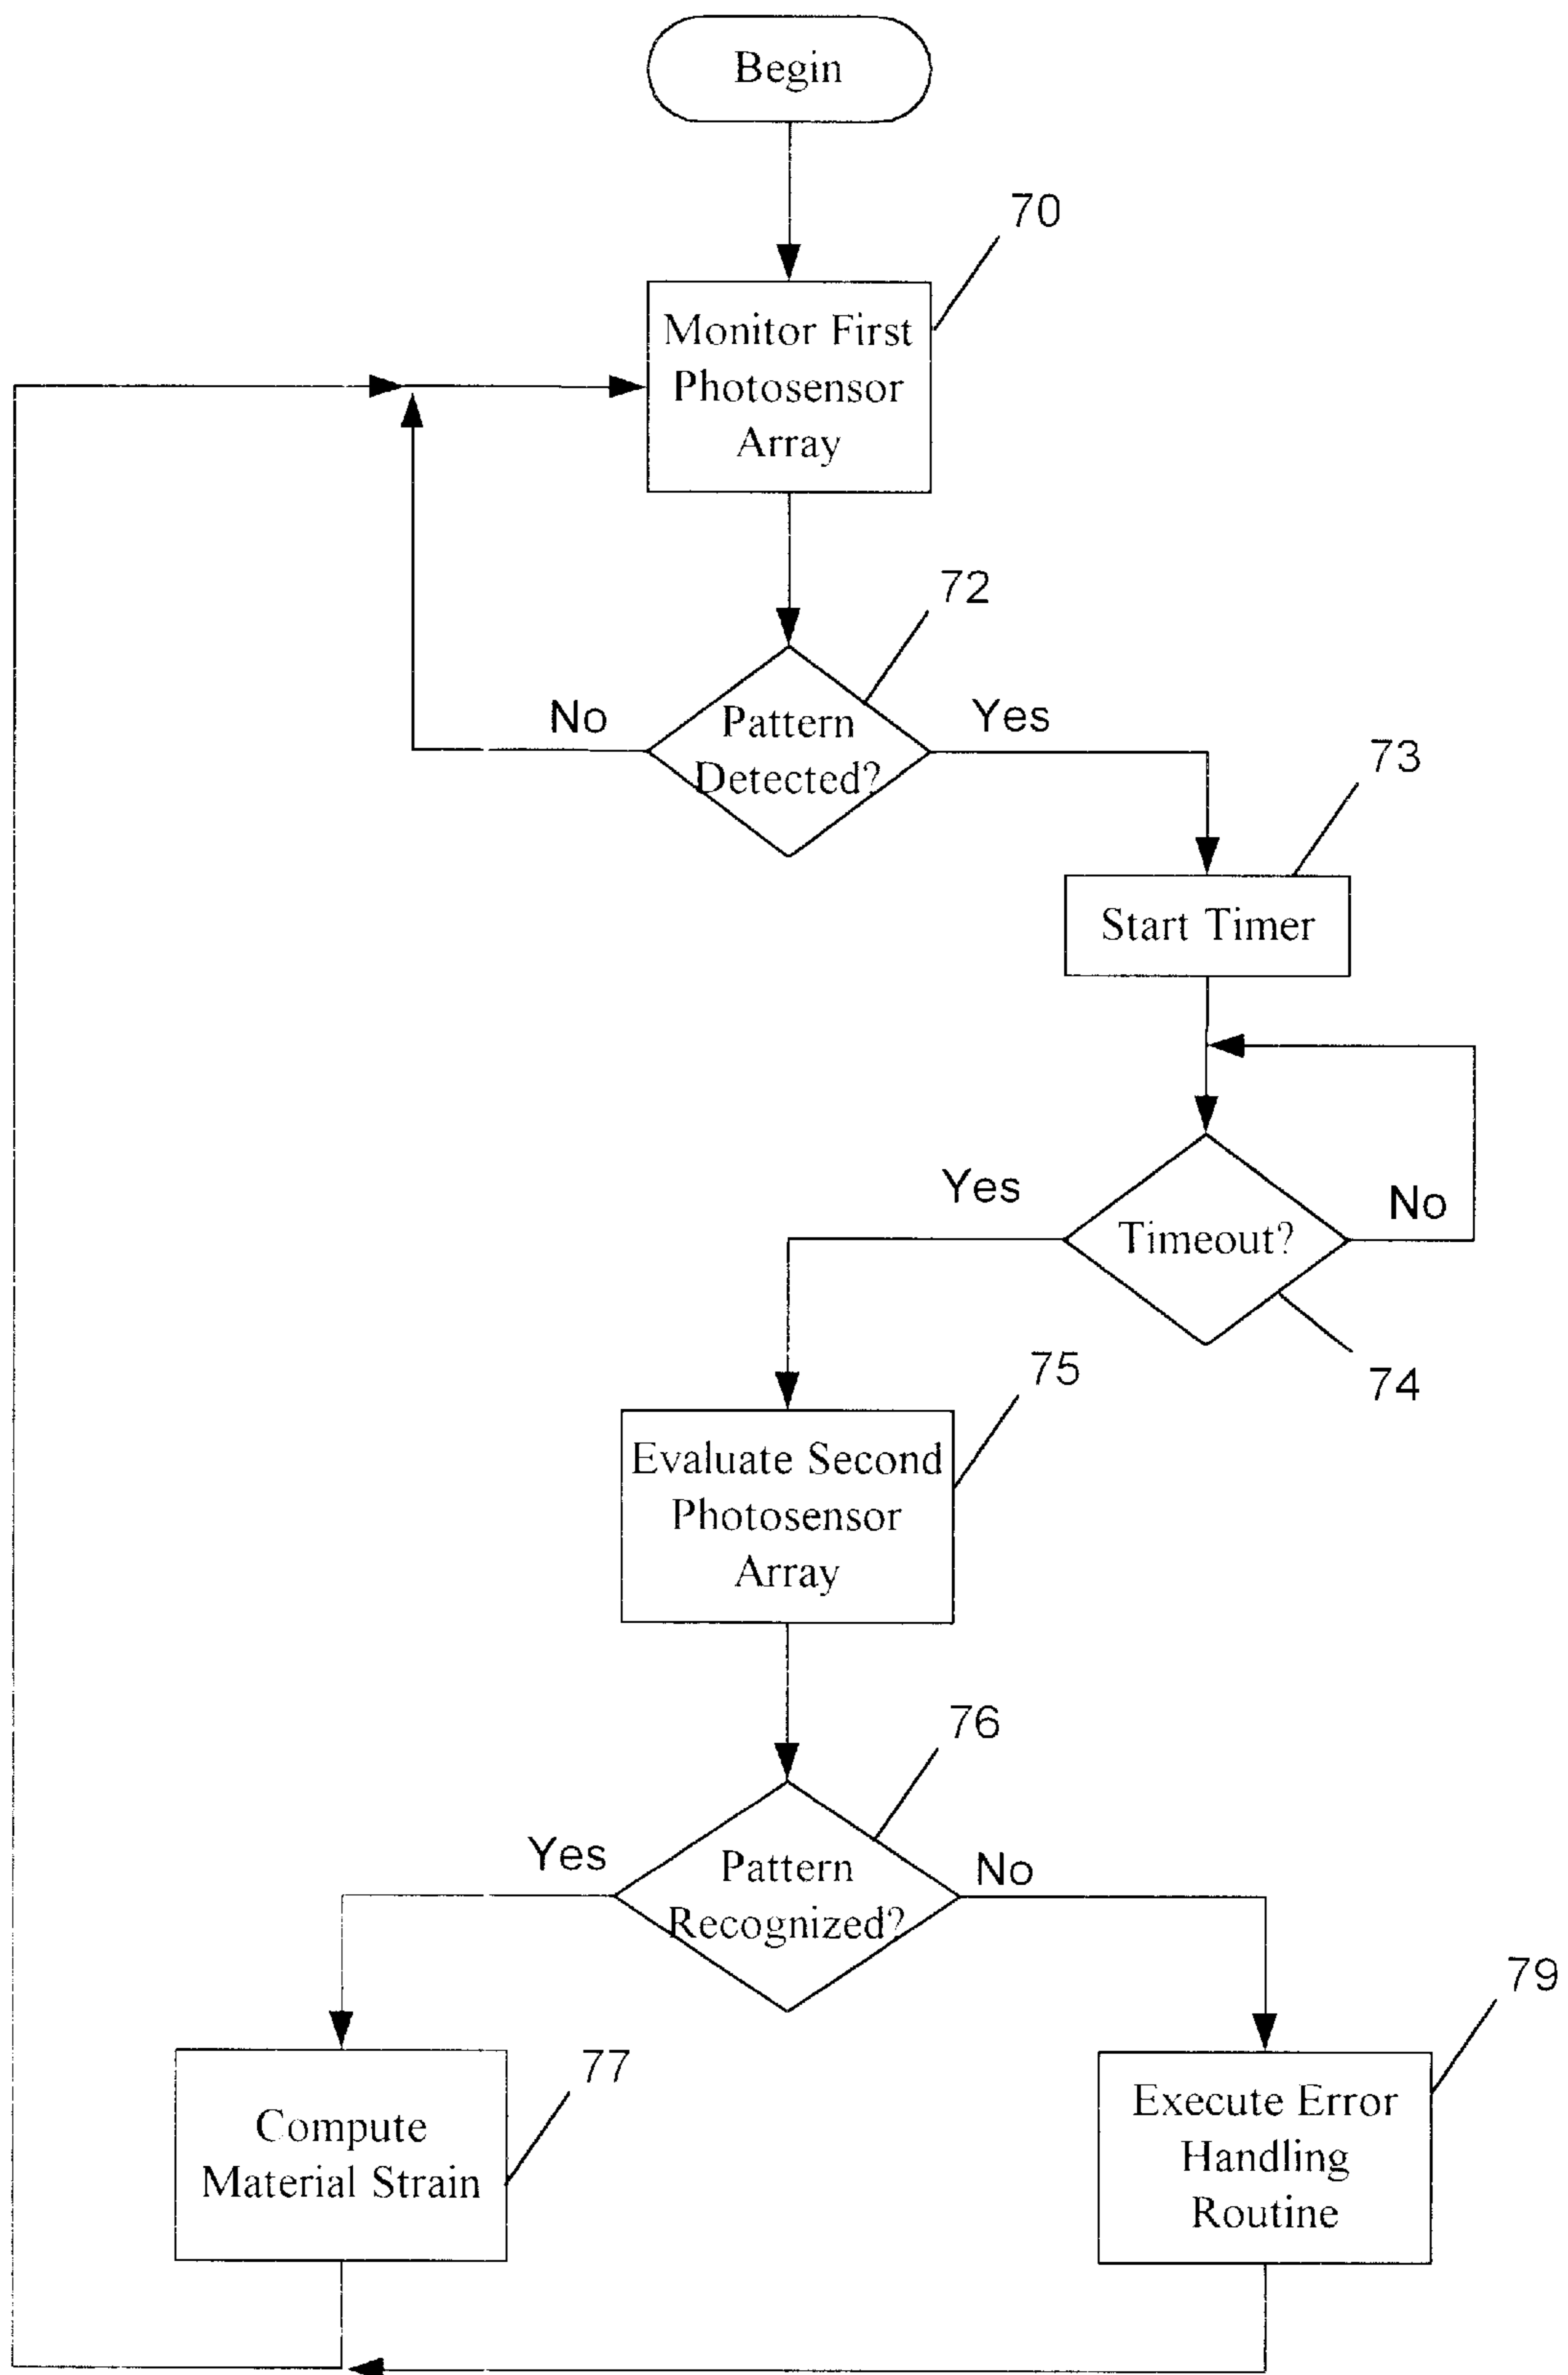 Begin
70
Monitor First
Photosensor
Array
72
No
Pattern
Detected?
Yes
73
Start Timer
Yes
Timeout?
No
74
75
Evaluate Second
Photosensor
Array
76
Yes
Pattern
Recognized?
No
79
77
Compute
Material Strain
Execute Error
Handling
Routine